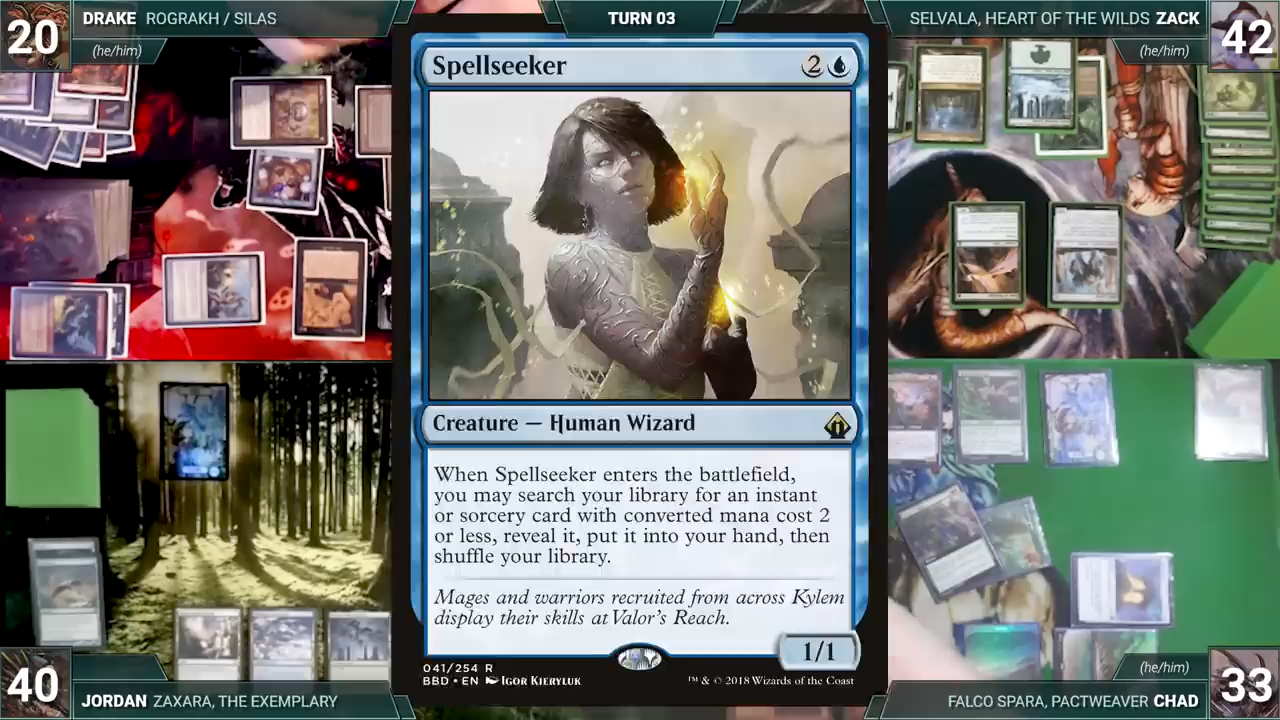 20
DRAKE ROGRAKH / SILAS
(he/him)
TURN 03
SELVALA, HEART OF THE WILDS ZACK
(he/him)
42
Spellseeker
2
Creature — Human Wizard
When Spellseeker enters the battlefield,
you may search your library for an instant
or sorcery card with converted mana cost 2
or less, reveal it, put it into your hand, then
shuffle your library.
Mages and warriors recruited from across Kylem
display their skills at Valor's Reach.
1/1
041/254 R
BBD • EN Igor Kieryluk
™ & © 2018 Wizards of the Coast
40
JORDAN ZAXARA, THE EXEMPLARY
(he/him)
FALCO SPARA, PACTWEAVER CHAD
33